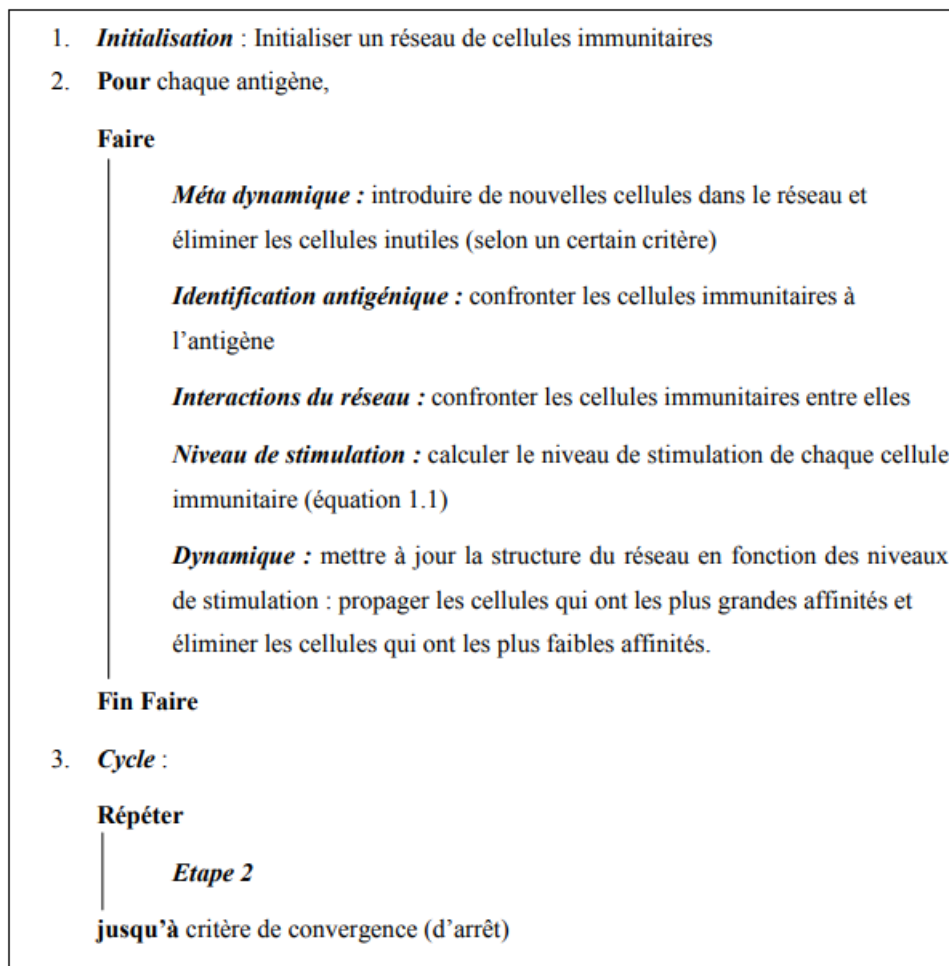 1. Initialisation : Initialiser un réseau de cellules immunitaires
2. Pour chaque antigène,
Faire
Méta dynamique : introduire de nouvelles cellules dans le réseau et
éliminer les cellules inutiles (selon un certain critère)
Identification antigénique : confronter les cellules immunitaires à
l’antigène
Interactions du réseau : confronter les cellules immunitaires entre elles
Niveau de stimulation : calculer le niveau de stimulation de chaque cellule
immunitaire (équation 1.1)
Dynamique : mettre à jour la structure du réseau en fonction des niveaux
de stimulation : propager les cellules qui ont les plus grandes affinités et
éliminer les cellules qui ont les plus faibles affinités.
Fin Faire
3. Cycle :
Répéter
Etape 2
jusqu’à critère de convergence (d’arrêt)